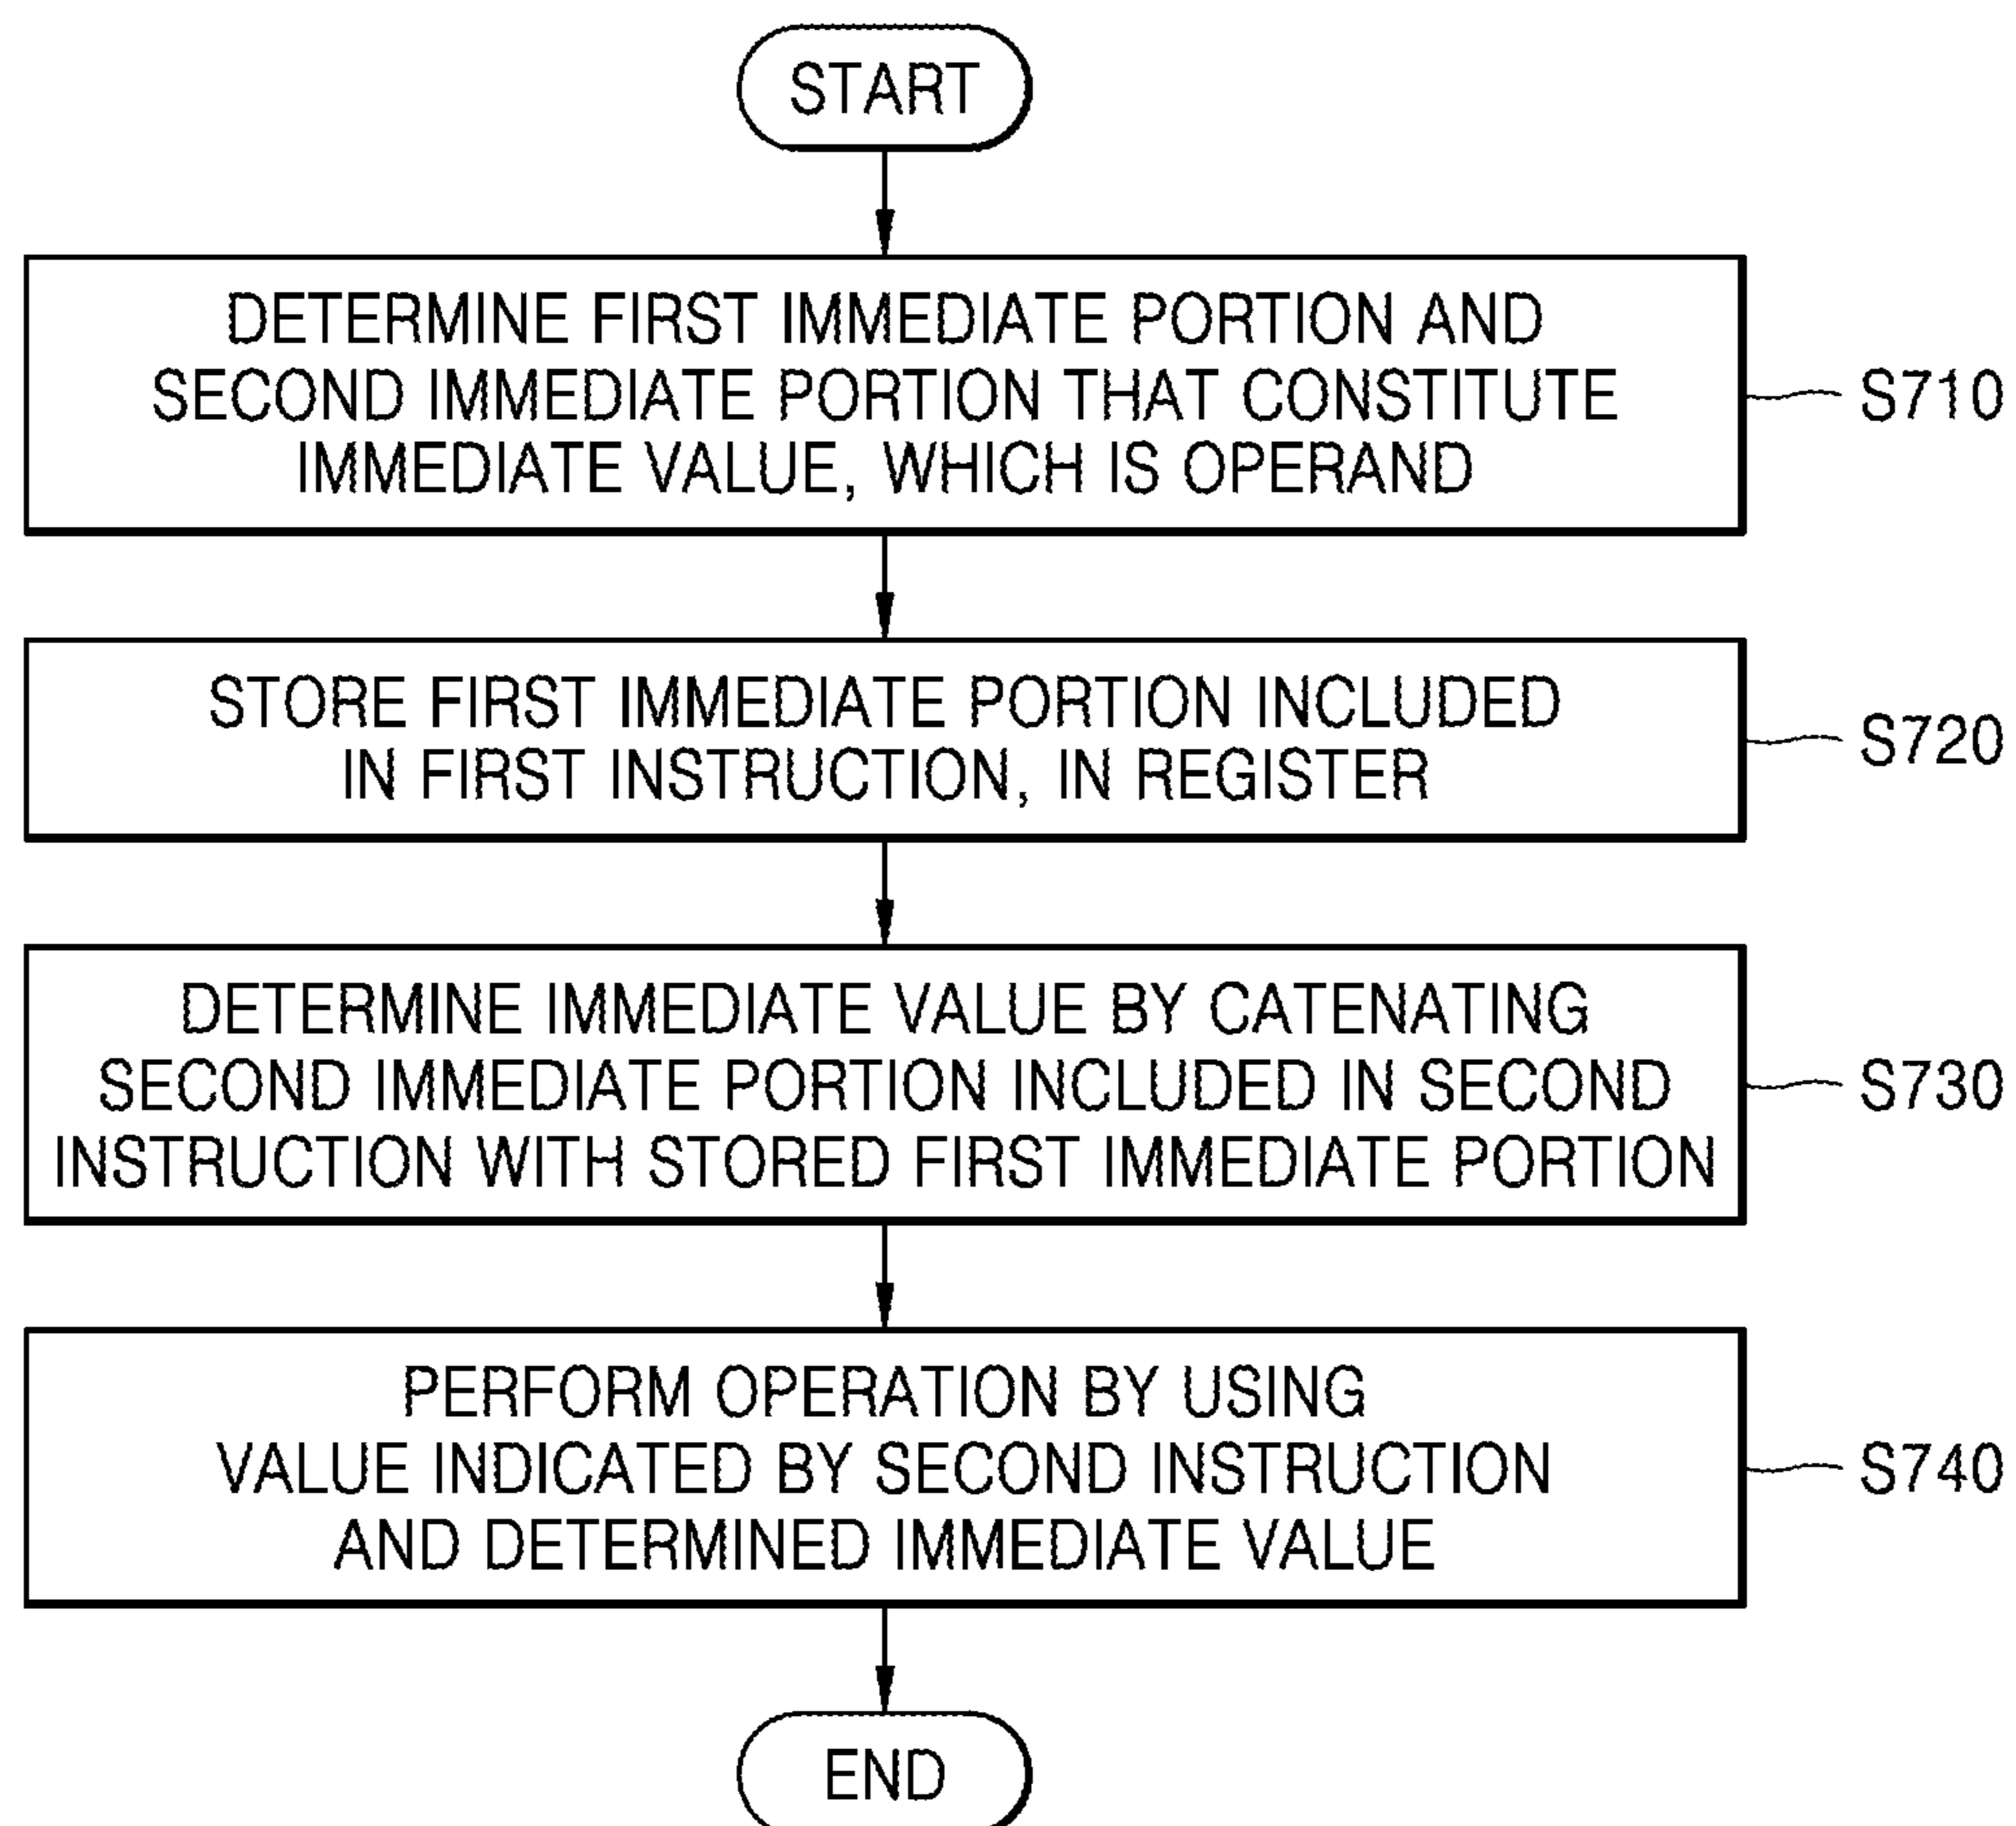 START
DETERMINE FIRST IMMEDIATE PORTION AND
SECOND IMMEDIATE PORTION THAT CONSTITUTE
IMMEDIATE VALUE, WHICH IS OPERAND
S710
STORE FIRST IMMEDIATE PORTION INCLUDED
IN FIRST INSTRUCTION, IN REGISTER
S720
DETERMINE IMMEDIATE VALUE BY CATENATING
SECOND IMMEDIATE PORTION INCLUDED IN SECOND
INSTRUCTION WITH STORED FIRST IMMEDIATE PORTION
S730
PERFORM OPERATION BY USING
VALUE INDICATED BY SECOND INSTRUCTION
AND DETERMINED IMMEDIATE VALUE
S740
END